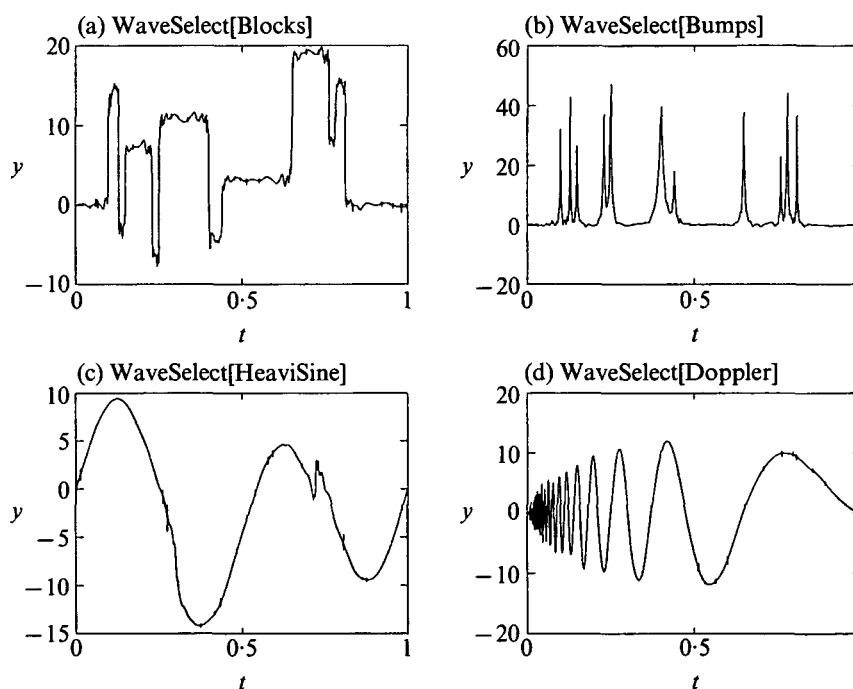 (a) WaveSelect[Blocks]
20
10
y
0
−10
0
0·5
1
t
(b) WaveSelect[Bumps]
60
40
20
y
0
−20
0
0·5
t
(c) WaveSelect[HeaviSine]
10
5
0
y
−5
−10
−15
0
0·5
1
t
(d) WaveSelect[Doppler]
20
10
y
0
−10
−20
0
0·5
t